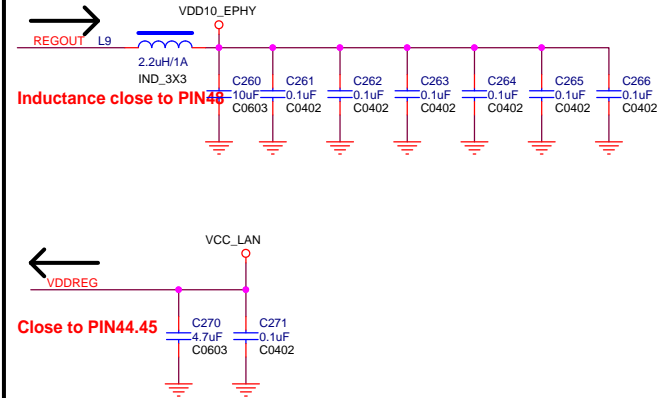 VDD10_EPHY
REGOUT L9
2.2uH/1A
IND_3X3
Inductance close to PIN48
C260 C261 C262 C263 C264 C265 C266
10uF 0.1uF 0.1uF 0.1uF 0.1uF 0.1uF 0.1uF
C0603 C0402 C0402 C0402 C0402 C0402 C0402
VCC_LAN
VDDREG
Close to PIN44.45
C270 C271
4.7uF 0.1uF
C0603 C0402